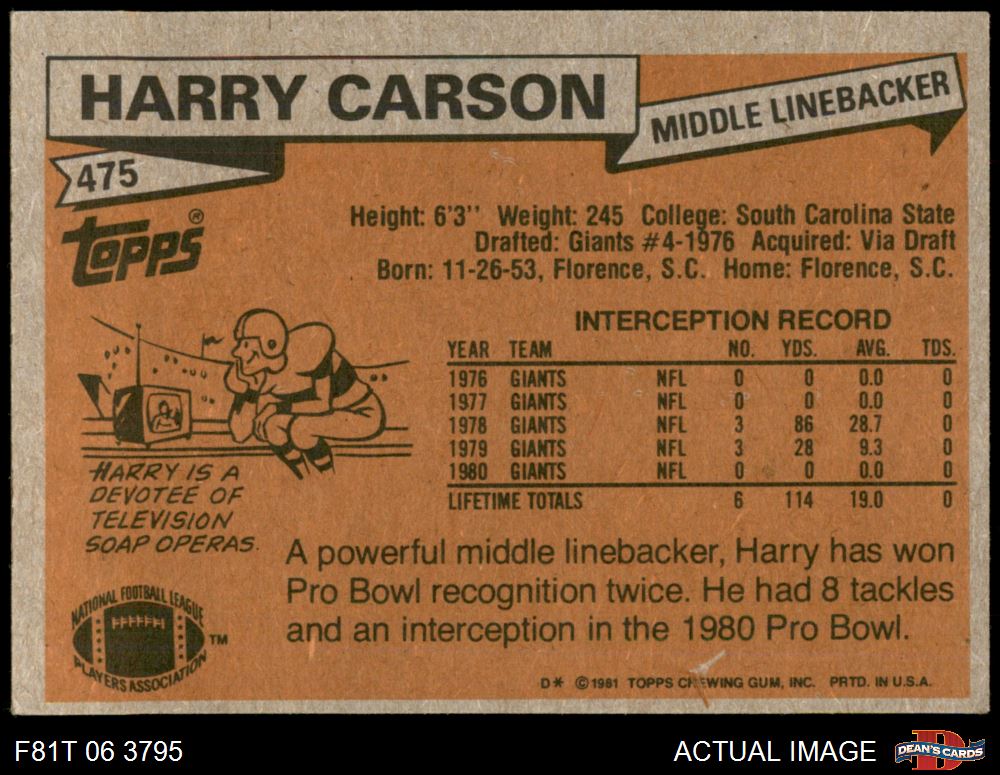 HARRY CARSON
MIDDLE LINEBACKER
475
Topps®
Height: 6'3'' Weight: 245 College: South Carolina State
Drafted: Giants #4-1976 Acquired: Via Draft
Born: 11-26-53, Florence, S.C. Home: Florence, S.C.
INTERCEPTION RECORD
YEAR TEAM NO. YDS. AVG. TDS.
1976 GIANTS NFL 0 0 0.0 0
1977 GIANTS NFL 0 0 0.0 0
1978 GIANTS NFL 3 86 28.7 0
1979 GIANTS NFL 3 28 9.3 0
1980 GIANTS NFL 0 0 0.0 0
LIFETIME TOTALS 6 114 19.0 0
HARRY IS A
DEVOTEE OF
TELEVISION
SOAP OPERAS.
A powerful middle linebacker, Harry has won
Pro Bowl recognition twice. He had 8 tackles
and an interception in the 1980 Pro Bowl.
NATIONAL FOOTBALL LEAGUE
PLAYERS ASSOCIATION
TM
D* ©1981 TOPPS CHEWING GUM, INC. PRTD. IN U.S.A.
F81T 06 3795
ACTUAL IMAGE
D
DEAN'S CARDS